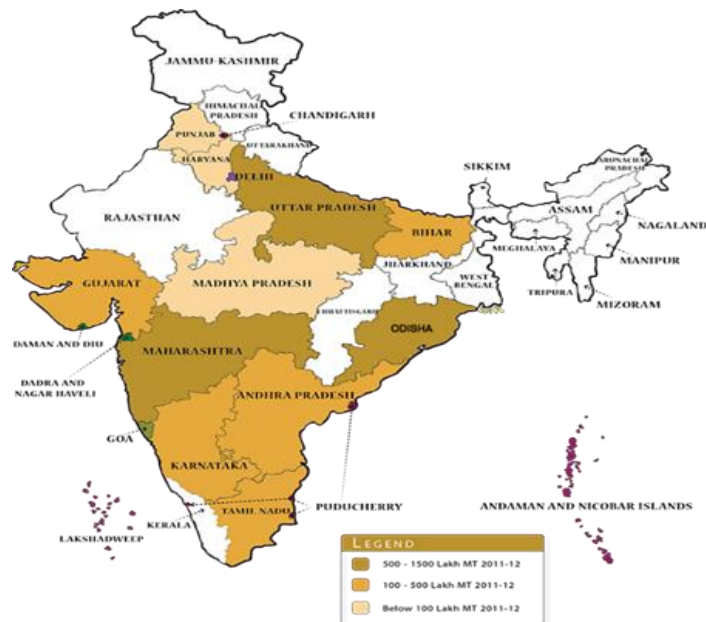 JAMMU-KASHMIR
HIMACHAL
PRADESH
CHANDIGARH
PUNJAB
UTTARAKHAND
HARYANA
DELHI
SIKKIM
ARUNACHAL
PRADESH
RAJASTHAN
UTTAR PRADESH
ASSAM
NAGALAND
BIHAR
MEGHALAYA
MANIPUR
JHARKHAND
WEST
BENGAL
GUJARAT
MADHYA PRADESH
TRIPURA
MIZORAM
CHHATTOGARH
ODISHA
DAMAN AND DIU
MAHARASHTRA
DADRA AND
NAGAR HAVELI
ANDHRA PRADESH
GOA
KARNATAKA
TAMIL NADU
PUDUCHERRY
ANDAMAN AND NICOBAR ISLANDS
KERALA
LAKSHADWEEP
LEGEND
500 - 1500 Lakh MT 2011-12
100 - 500 Lakh MT 2011-12
Below 100 Lakh MT 2011-12